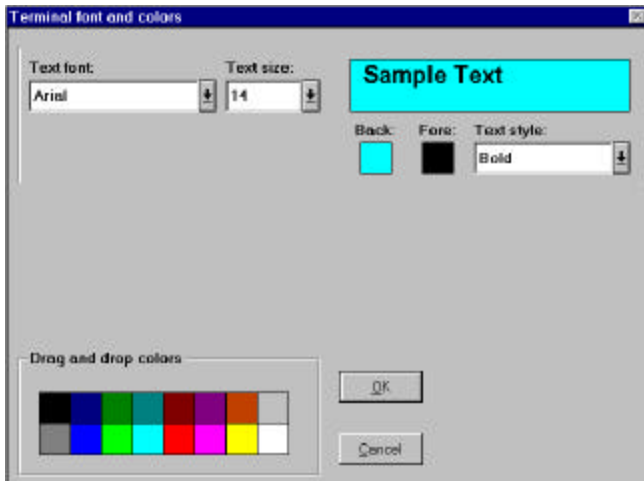 Terminal font and colors
Text font:
Text size:
Arial
14
Sample Text
Back:
Fore:
Text style:
Bold
Drag and drop colors
OK
Cancel